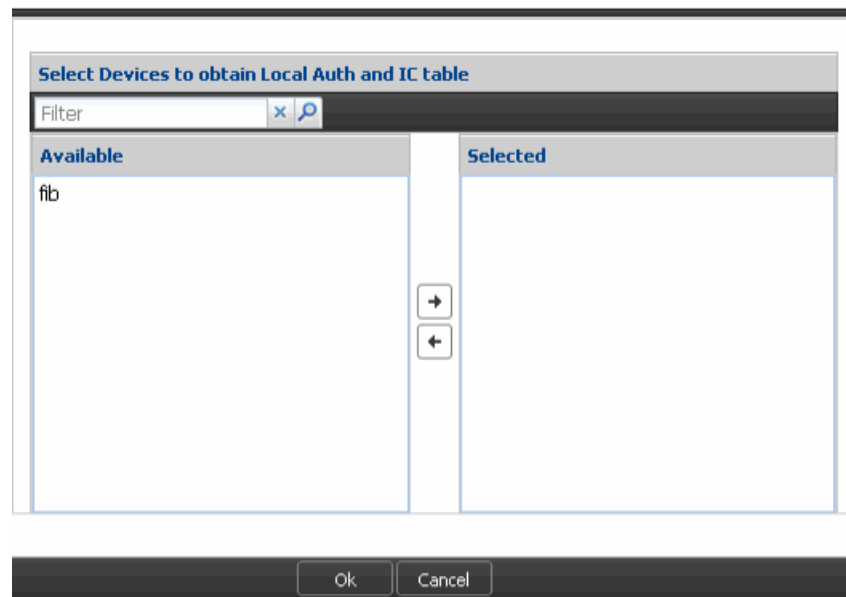 Select Devices to obtain Local Auth and IC table
Filter
Available
Selected
fib
Ok
Cancel